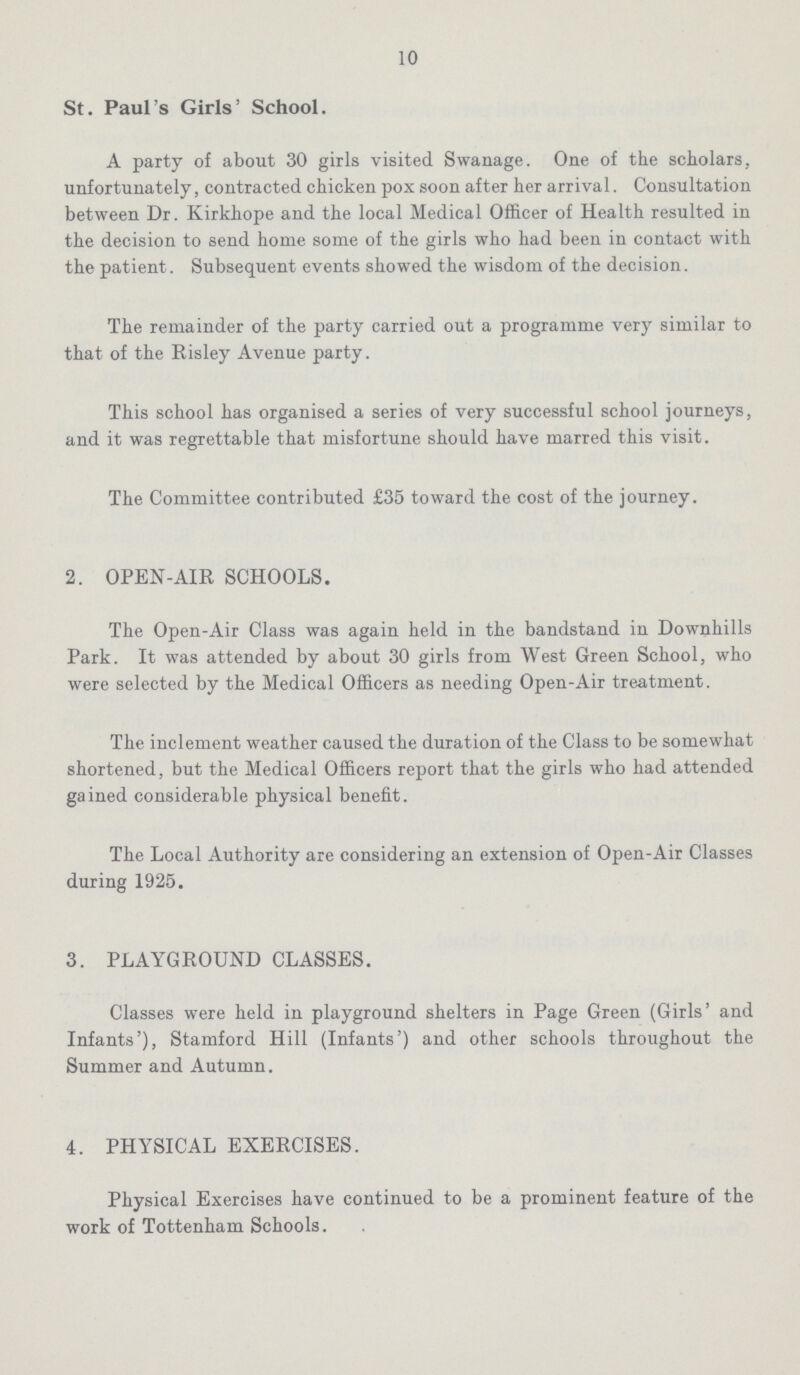 10
St. Paul's Girls' School.
A party of about 30 girls visited Swanage. One of the scholars,
unfortunately, contracted chicken pox soon after her arrival. Consultation
between Dr. Kirkhope and the local Medical Officer of Health resulted in
the decision to send home some of the girls who had been in contact with
the patient. Subsequent events showed the wisdom of the decision.
The remainder of the party carried out a programme very similar to
that of the Risley Avenue party.
This school has organised a series of very successful school journeys,
and it was regrettable that misfortune should have marred this visit.
The Committee contributed £35 toward the cost of the journey.
2. OPEN-AIR SCHOOLS.
The Open-Air Class was again held in the bandstand in Downhills
Park. It was attended by about 30 girls from West Green School, who
were selected by the Medical Officers as needing Open-Air treatment.
The inclement weather caused the duration of the Class to be somewhat
shortened, but the Medical Officers report that the girls who had attended
gained considerable physical benefit.
The Local Authority are considering an extension of Open-Air Classes
during 1925.
3. PLAYGROUND CLASSES.
Classes were held in playground shelters in Page Green (Girls' and
Infants'), Stamford Hill (Infants') and other schools throughout the
Summer and Autumn.
4. PHYSICAL EXERCISES.
Physical Exercises have continued to be a prominent feature of the
work of Tottenham Schools.